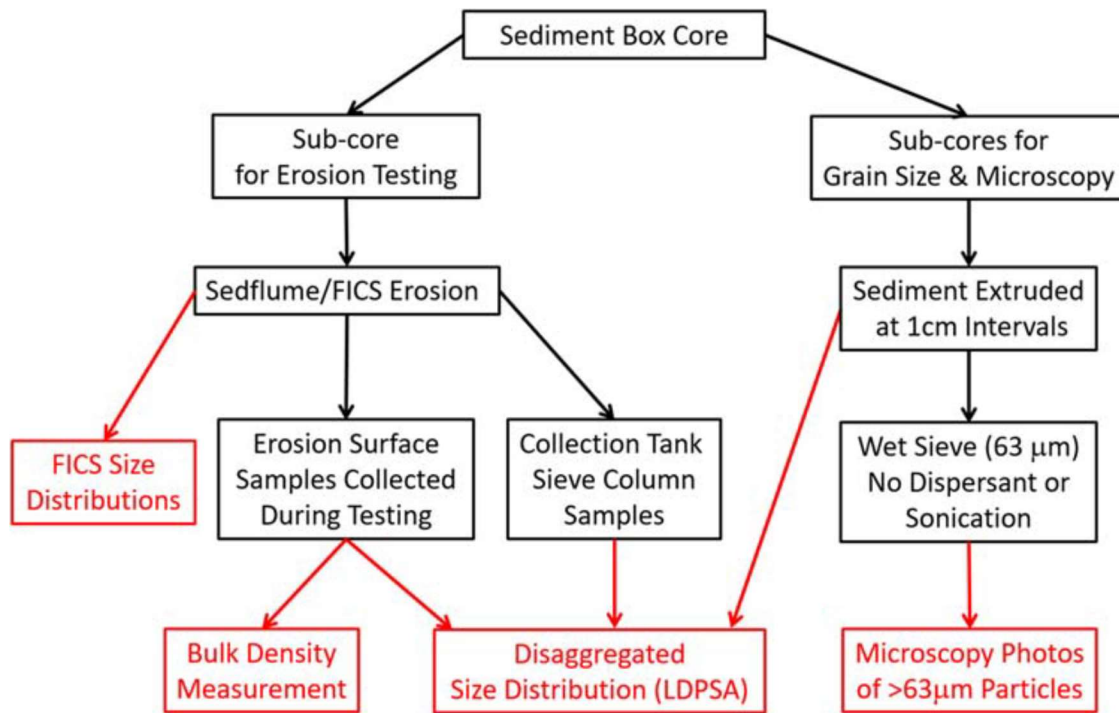 Sediment Box Core
Sub-core
for Erosion Testing
Sub-cores for
Grain Size & Microscopy
Sedflume/FICS Erosion
Sediment Extruded
at 1cm Intervals
FICS Size
Distributions
Erosion Surface
Samples Collected
During Testing
Collection Tank
Sieve Column
Samples
Wet Sieve (63 μm)
No Dispersant or
Sonication
Bulk Density
Measurement
Disaggregated
Size Distribution (LDPSA)
Microscopy Photos
of >63μm Particles